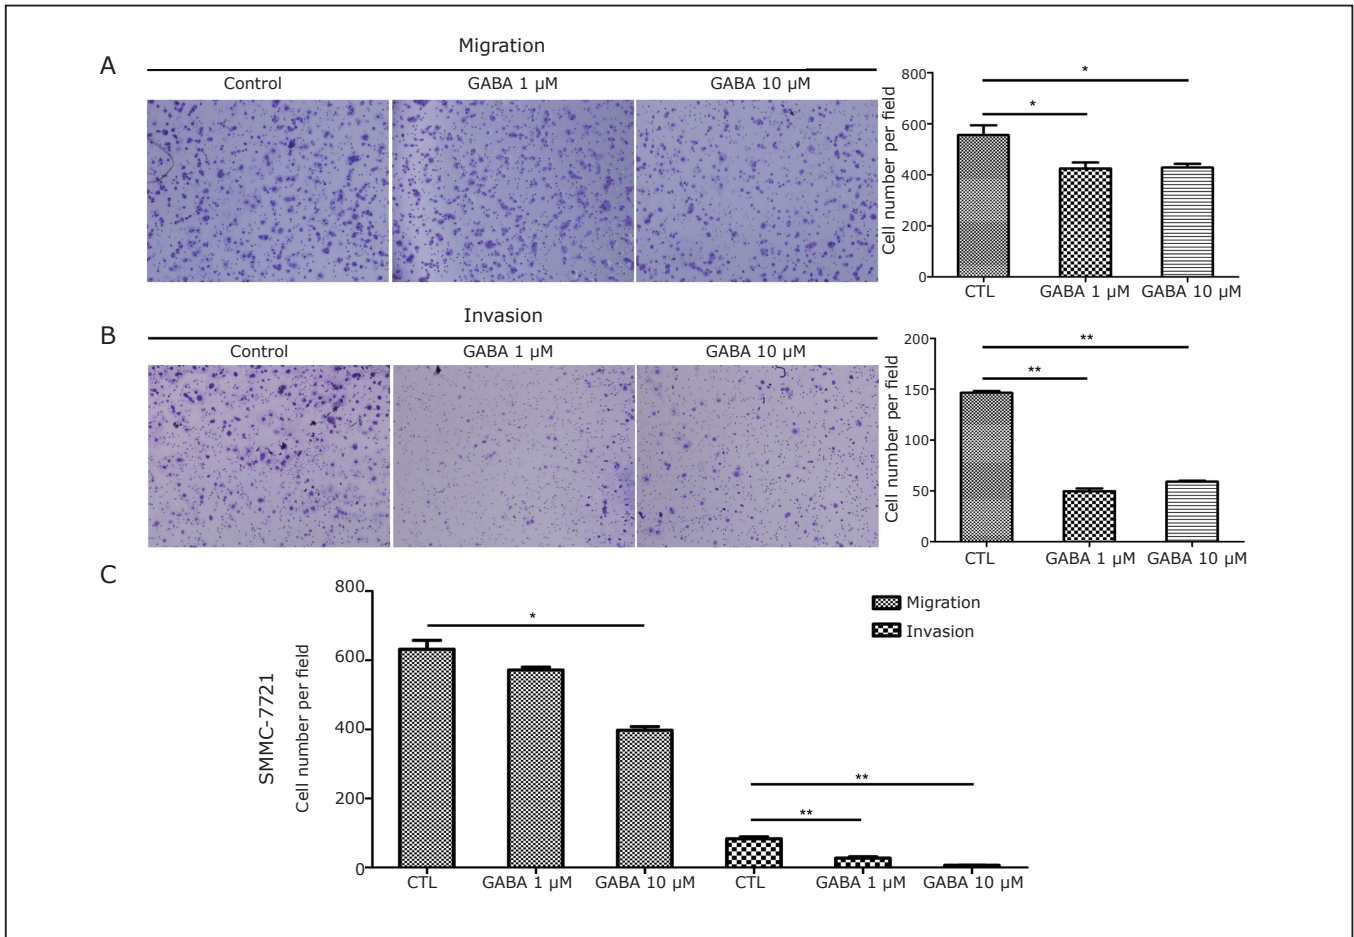 A
Migration
Control
GABA 1 µM
GABA 10 µM
Cell number per field
800
600
400
200
0
*
*
CTL
GABA 1 µM
GABA 10 µM
B
Invasion
Control
GABA 1 µM
GABA 10 µM
Cell number per field
200
150
100
50
0
**
**
CTL
GABA 1 µM
GABA 10 µM
C
SMMC-7721
Cell number per field
800
600
400
200
0
*
**
**
Migration
Invasion
CTL
GABA 1 µM
GABA 10 µM
CTL
GABA 1 µM
GABA 10 µM